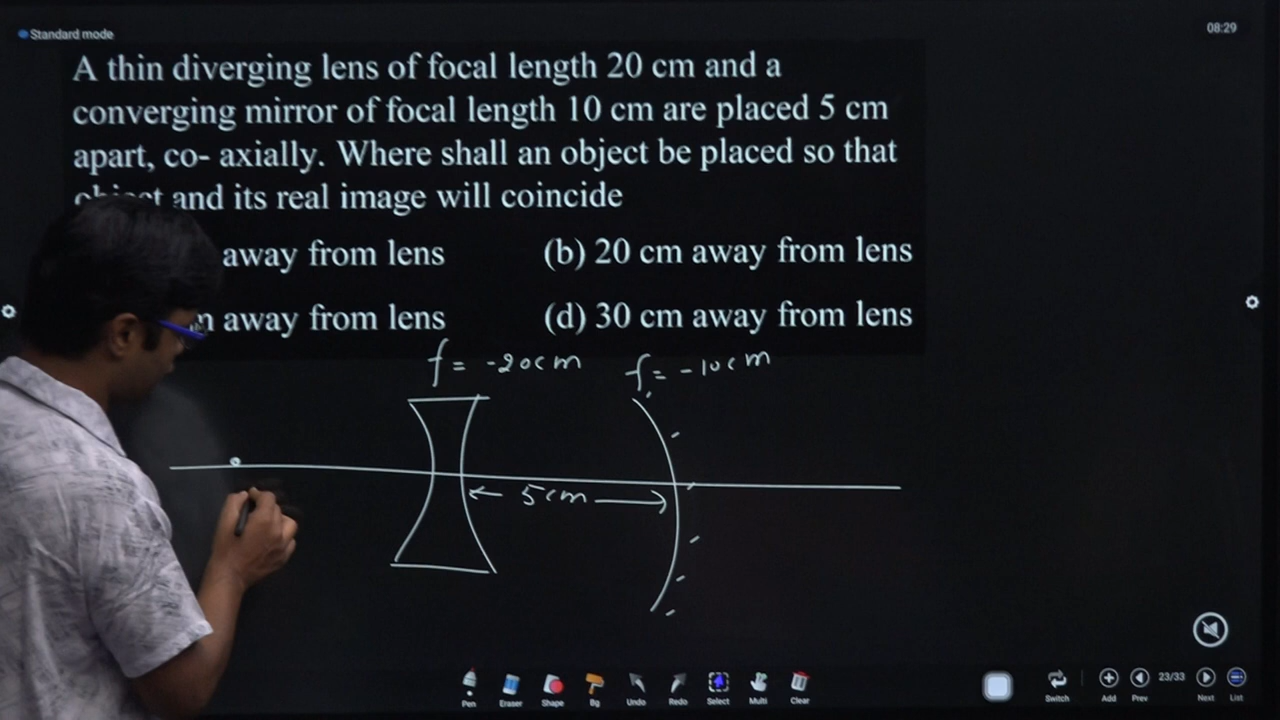 Standard mode
08:29
A thin diverging lens of focal length 20 cm and a
converging mirror of focal length 10 cm are placed 5 cm
apart, co- axially. Where shall an object be placed so that
object and its real image will coincide
away from lens
(b) 20 cm away from lens
away from lens
(d) 30 cm away from lens
f = -20cm
f = -10cm
5cm
Pen
Eraser
Shape
Bg
Undo
Redo
Select
Multi
Clear
Switch
Add
Prev
23/33
Next
List